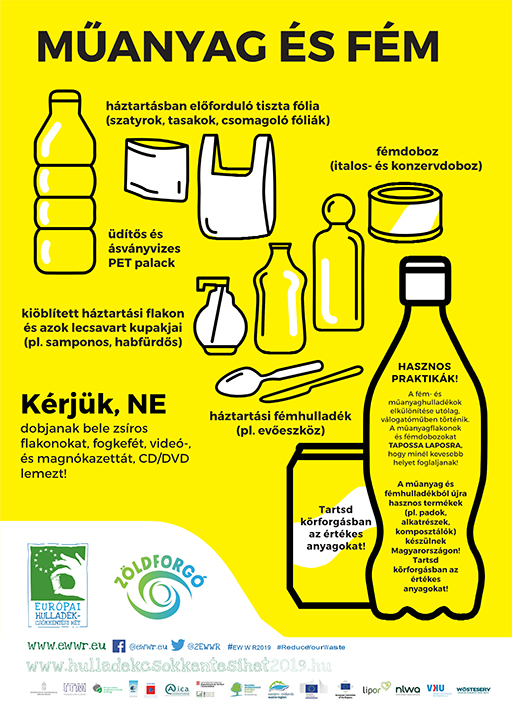 MŰANYAG ÉS FÉM
háztartásban előforduló tiszta fólia
(szatyrok, tasakok, csomagoló fóliák)
fémdoboz
(italos- és konzervdoboz)
üdítős és
ásványvizes
PET palack
kiöblített háztartási flakon
és azok lecsavart kupakjai
(pl. samponos, habfürdős)
háztartási fémhulladék
(pl. evőeszköz)
Kérjük, NE
dobjanak bele zsíros
flakonokat, fogkefét, videó-,
és magnókazettát, CD/DVD
lemezt!
HASZNOS
PRAKTIKÁK!
A fém- és
műanyaghulladékok
elkülönítése utólag,
válogatóműben történik.
A műanyagflakonok
és fémdobozokat
TAPOSSA LAPOSRA,
hogy minél kevesebb
helyet foglaljanak!
A műanyag és
fémhulladékból újra
hasznos termékek
(pl. padok,
alkatrészek,
komposztálók)
készülnek
Magyarországon!
Tartsd
körforgásban az
értékes
anyagokat!
Tartsd
körforgásban
az értékes
anyagokat!
EURÓPAI
HULLADÉK-
CSÖKKENTÉSI HÉT
ZÖLDFORGÓ
www.ewwr.eu @ewwr.eu @2EWWR #EWWR2019 #ReduceYourWaste
www.hulladekcsokkentesihet2019.hu
aica lipor nlwa VKU WÖSTESERV